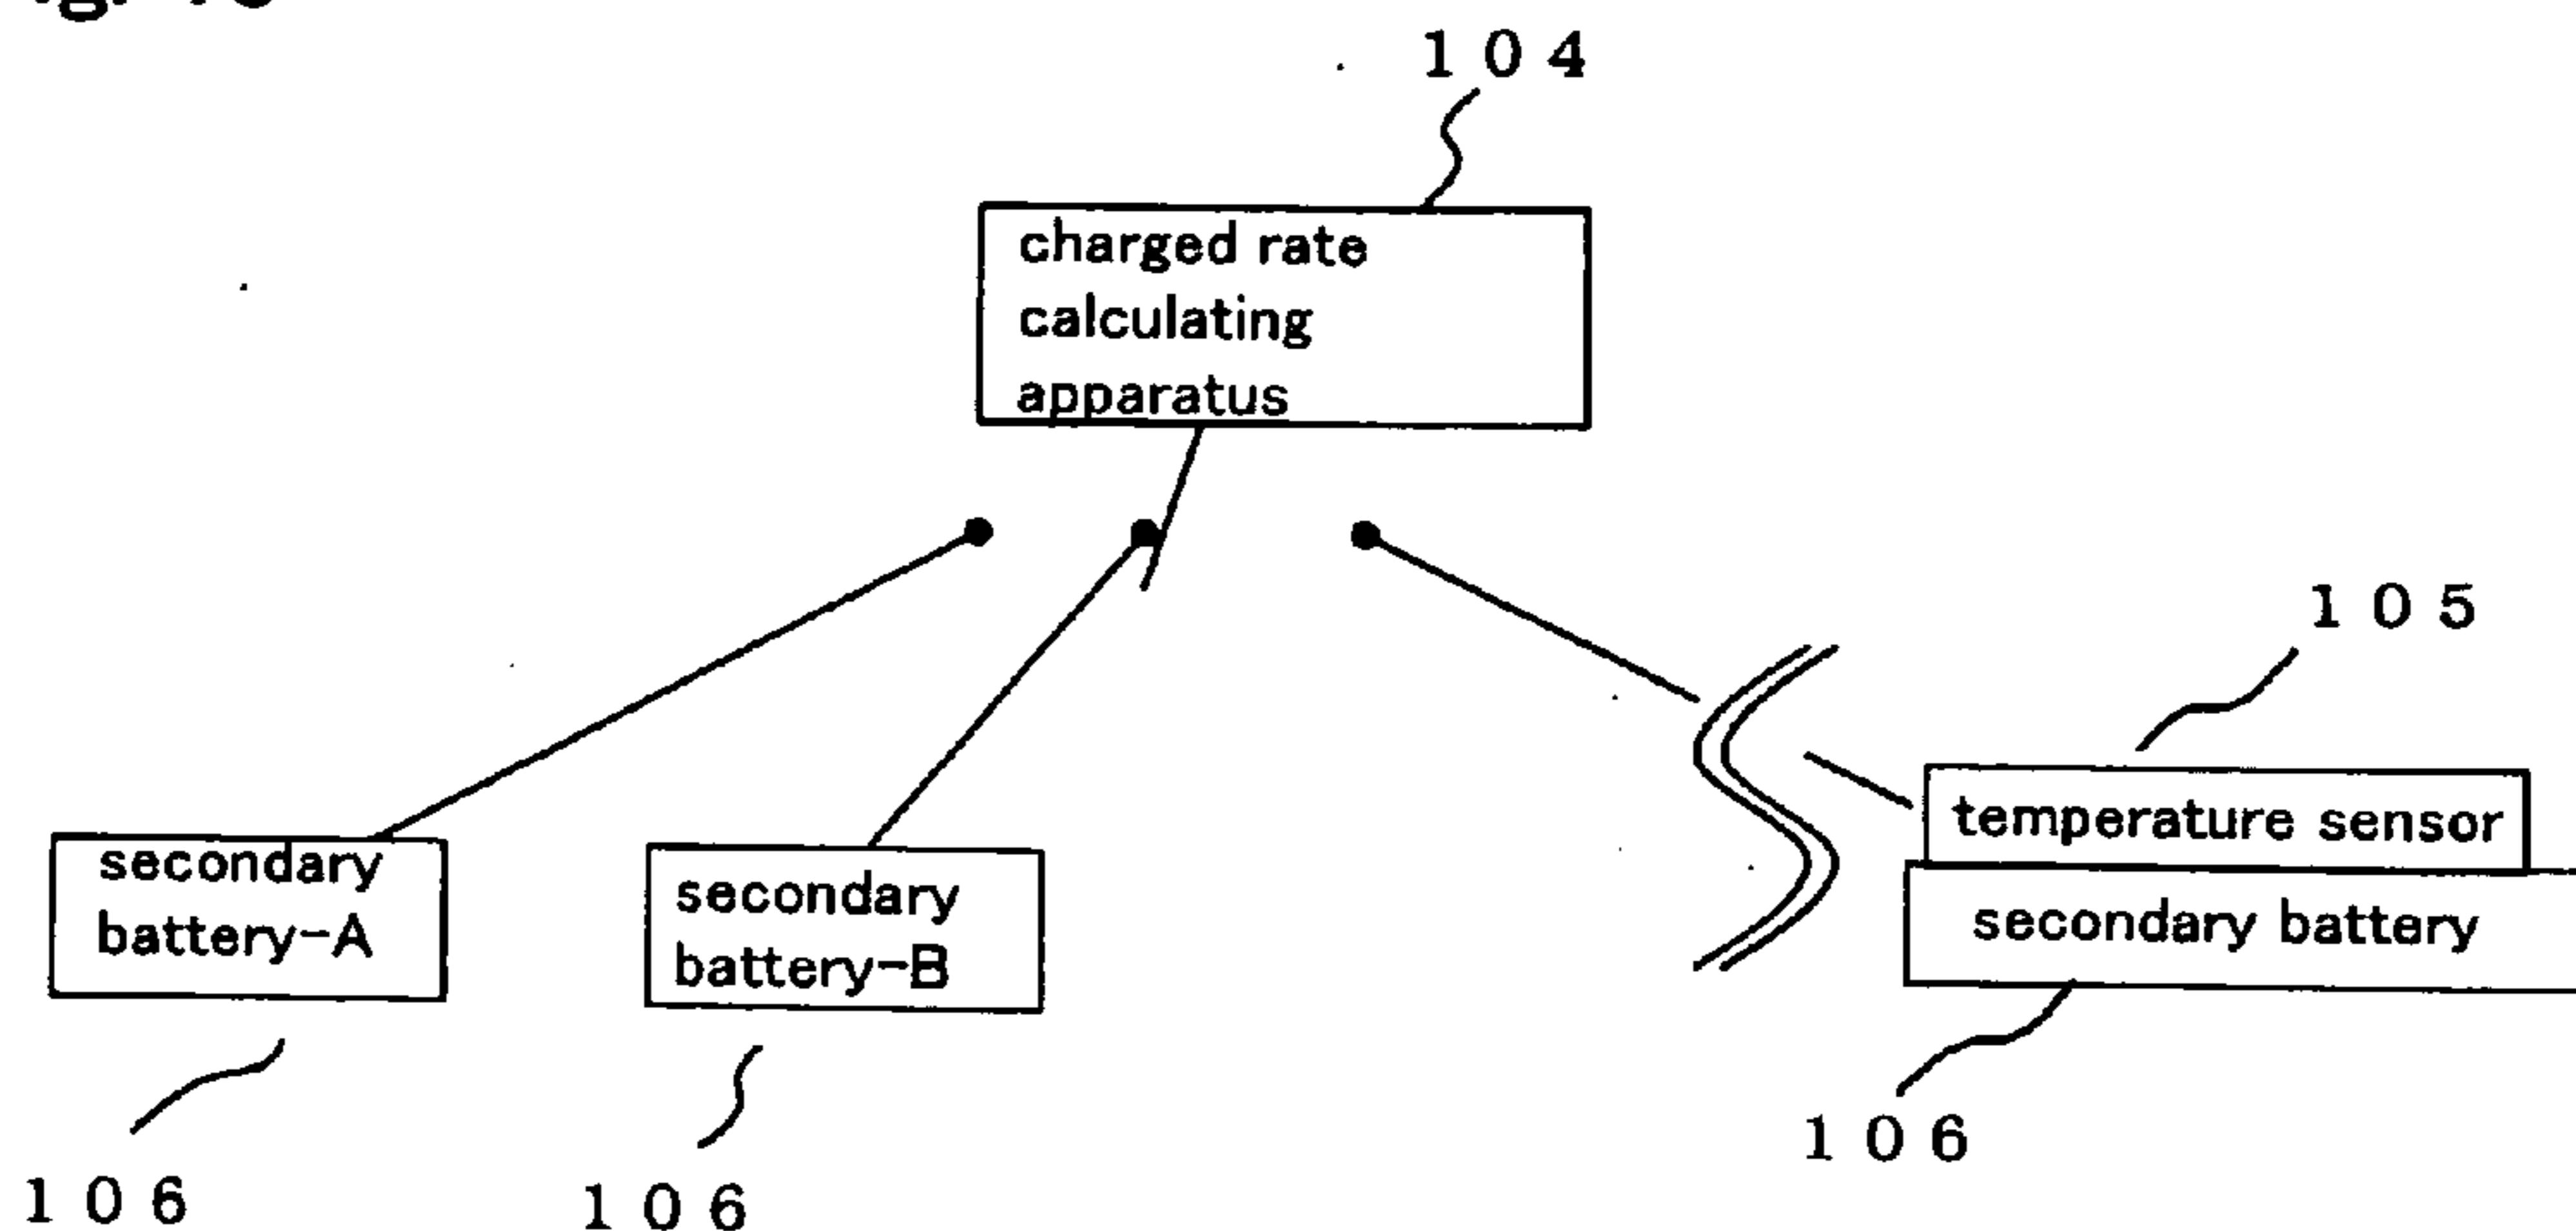 104
charged rate
calculating
apparatus
105
temperature sensor
secondary battery
secondary
battery-A
secondary
battery-B
106
106
106